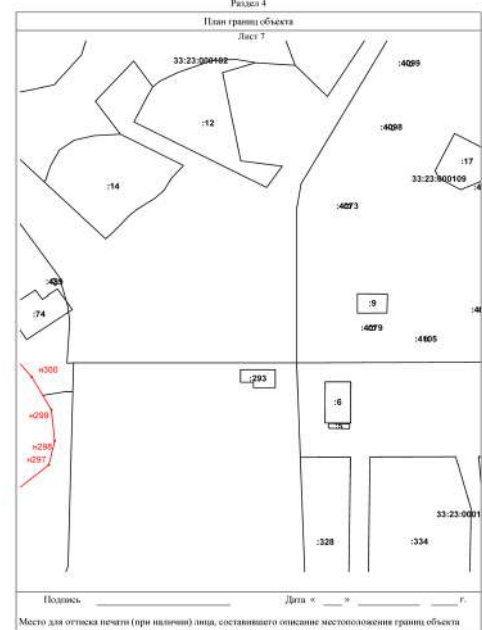 Раздел 4
План границ объекта
Лист 7
33:23:000102
:4099
:12
:4098
:17
:14
33:23:000109
:4073
:439
:74
:9
:4079
:4105
н300
:293
:6
н299
:5
н298
н297
33:23:0001
:328
:334
Подпись Дата « » г.
Место для оттиска печати (при наличии) лица, составившего описание местоположения границ объекта